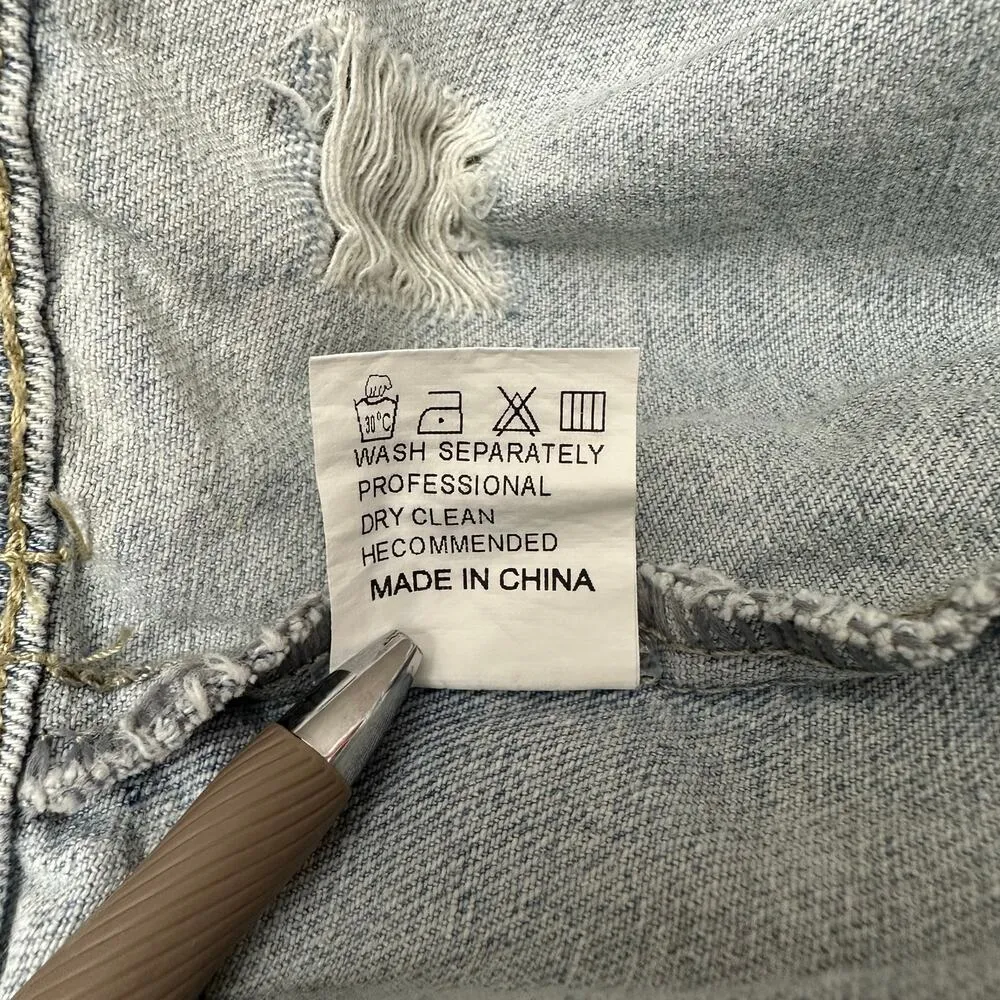 30°C
WASH SEPARATELY
PROFESSIONAL
DRY CLEAN
HECOMMENDED
MADE IN CHINA